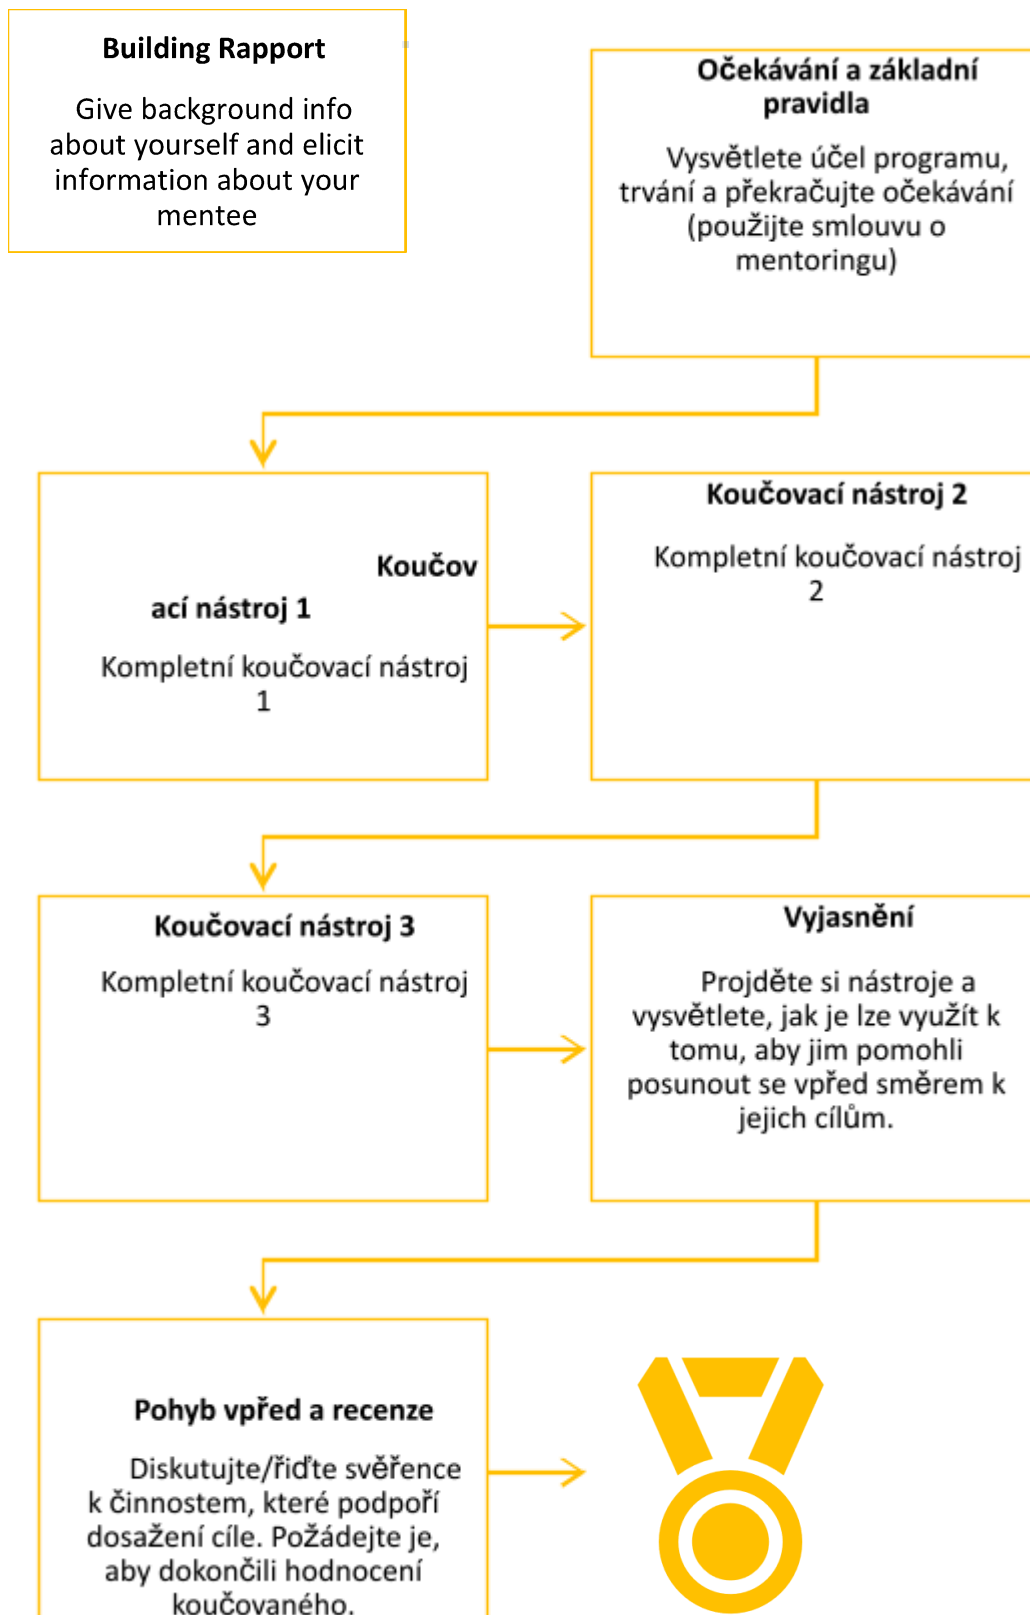 Building Rapport
Give background info
about yourself and elicit
information about your
mentee
Očekávání a základní
pravidla
Vysvětlete účel programu,
trvání a překračujte očekávání
(použijte smlouvu o
mentoringu)
Koučov
ací nástroj 1
Kompletní koučovací nástroj
1
Koučovací nástroj 2
Kompletní koučovací nástroj
2
Koučovací nástroj 3
Kompletní koučovací nástroj
3
Vyjasnění
Projděte si nástroje a
vysvětlete, jak je lze využít k
tomu, aby jim pomohli
posunout se vpřed směrem k
jejich cílům.
Pohyb vpřed a recenze
Diskutujte/řiďte svěřence
k činnostem, které podpoří
dosažení cíle. Požádejte je,
aby dokončili hodnocení
koučovaného.